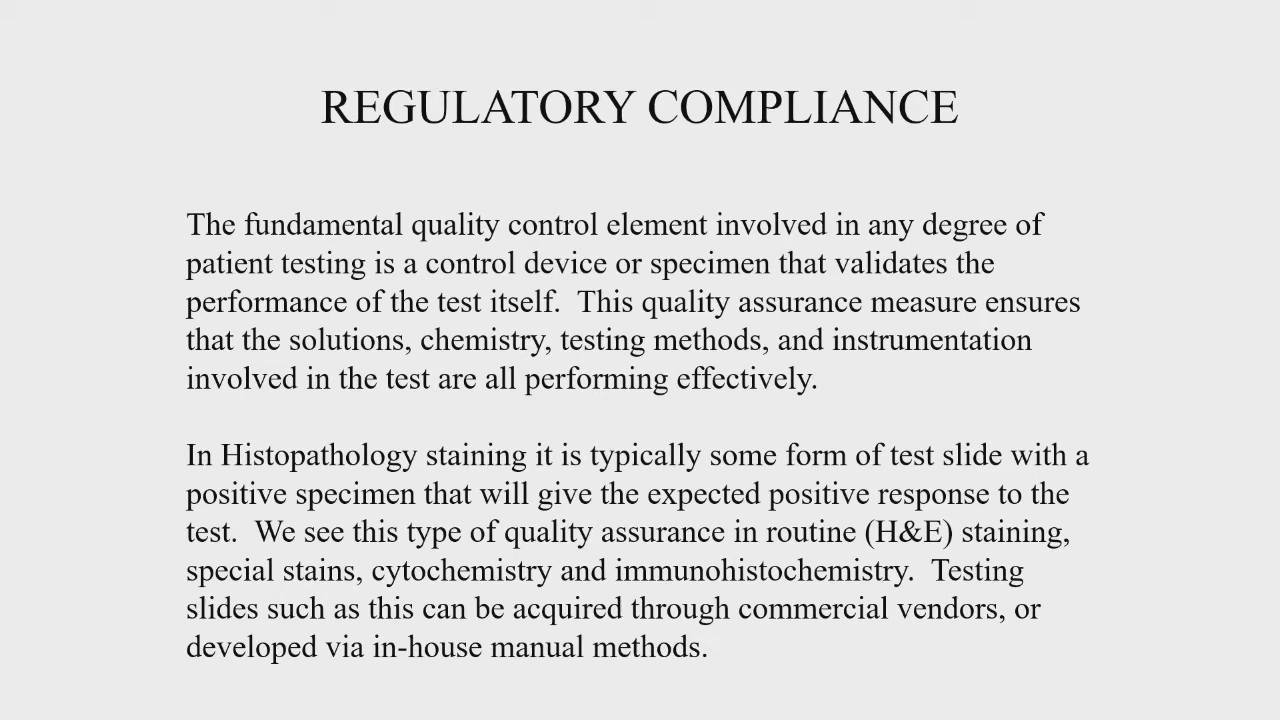 REGULATORY COMPLIANCE
The fundamental quality control element involved in any degree of
patient testing is a control device or specimen that validates the
performance of the test itself.  This quality assurance measure ensures
that the solutions, chemistry, testing methods, and instrumentation
involved in the test are all performing effectively.
In Histopathology staining it is typically some form of test slide with a
positive specimen that will give the expected positive response to the
test.  We see this type of quality assurance in routine (H&E) staining,
special stains, cytochemistry and immunohistochemistry.  Testing
slides such as this can be acquired through commercial vendors, or
developed via in-house manual methods.